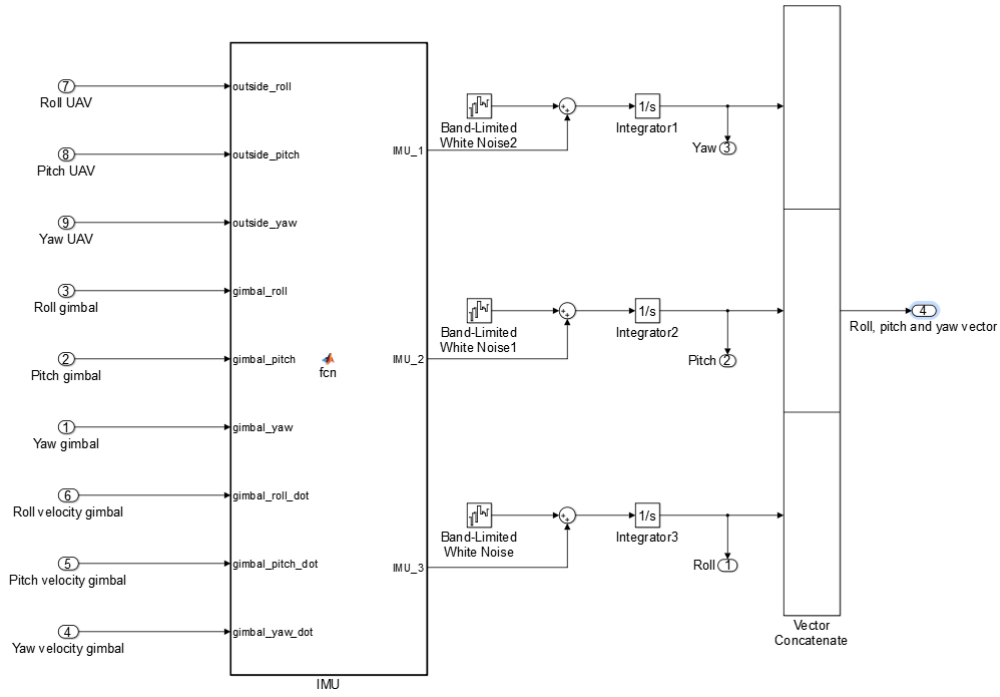 7
Roll UAV
8
Pitch UAV
9
Yaw UAV
3
Roll gimbal
2
Pitch gimbal
1
Yaw gimbal
6
Roll velocity gimbal
5
Pitch velocity gimbal
4
Yaw velocity gimbal
outside_roll
outside_pitch
outside_yaw
gimbal_roll
gimbal_pitch
gimbal_yaw
gimbal_roll_dot
gimbal_pitch_dot
gimbal_yaw_dot
fcn
IMU_1
IMU_2
IMU_3
IMU
Band-Limited
White Noise2
++
1/s
Integrator1
Yaw 3
Band-Limited
White Noise1
++
1/s
Integrator2
Pitch 2
Band-Limited
White Noise
++
1/s
Integrator3
Roll 1
Vector
Concatenate
4
Roll, pitch and yaw vector